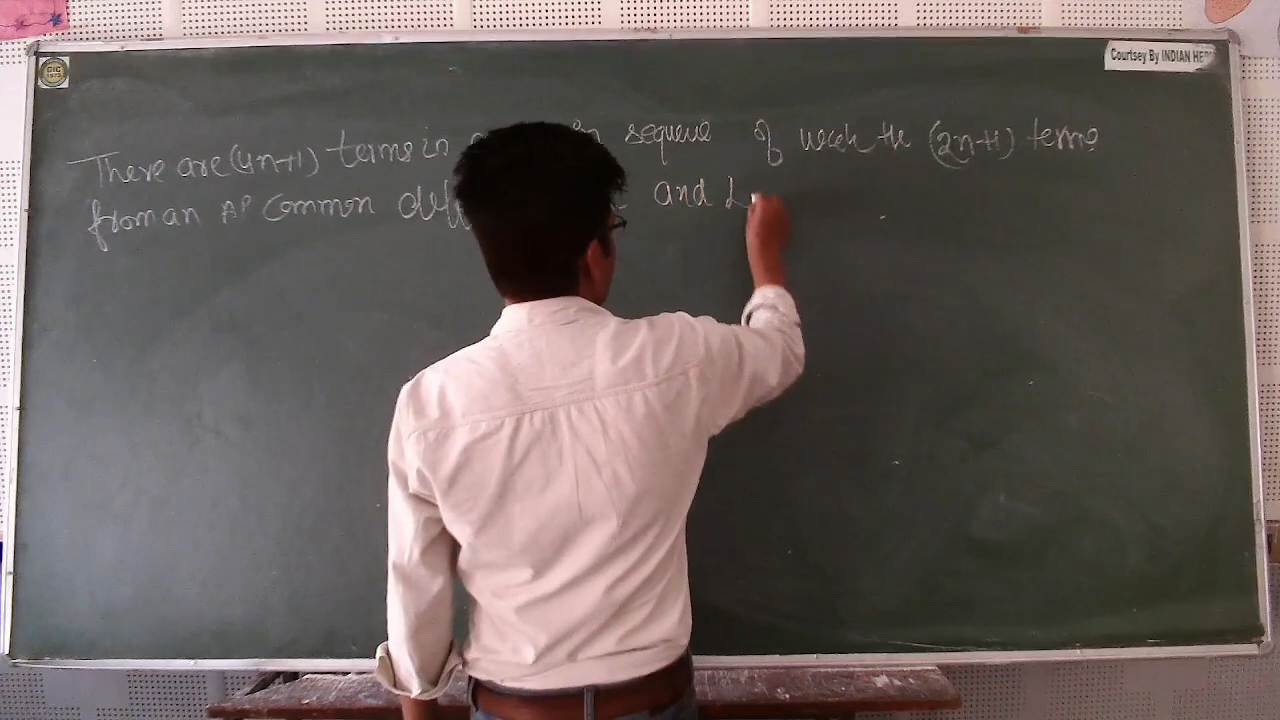 Courtsey By INDIAN HE
There are (4n+1) terms in sequence of which the (2n+1) terms
from an AP common and